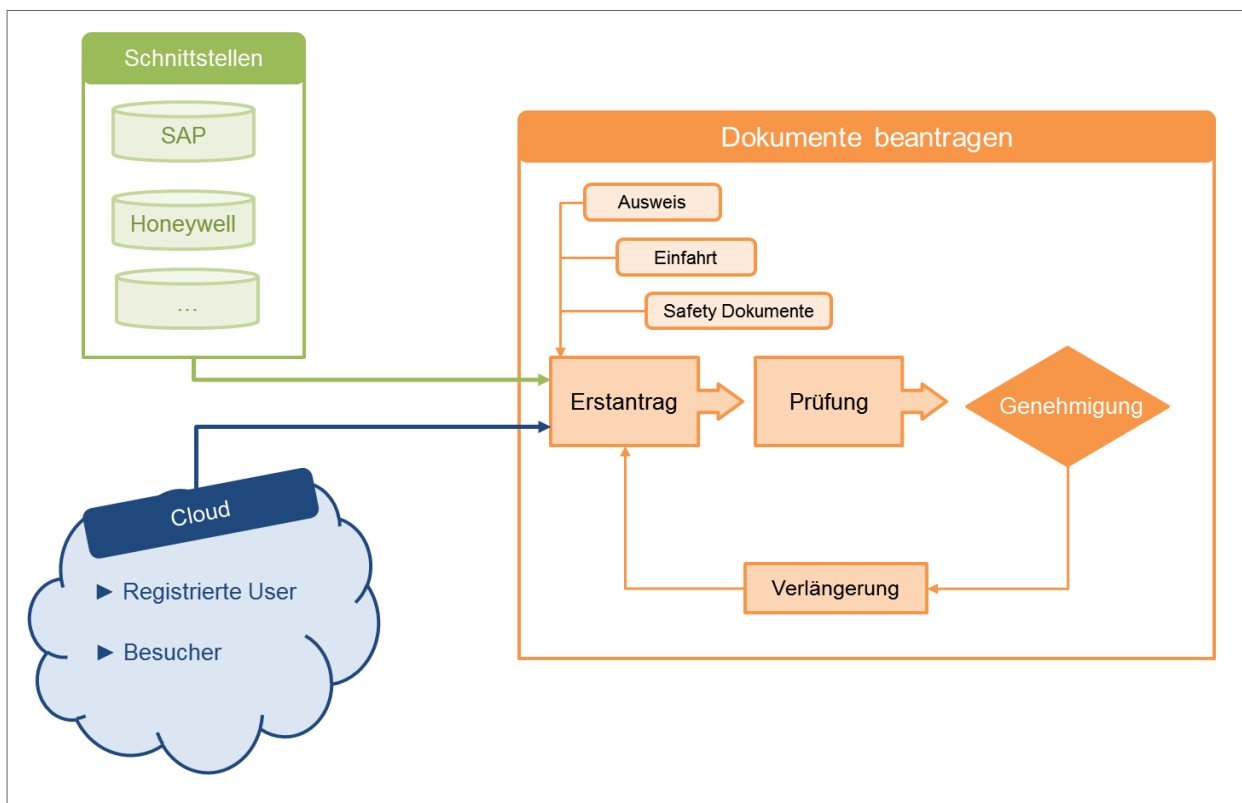 Schnittstellen
SAP
Honeywell
...
Dokumente beantragen
Ausweis
Einfahrt
Safety Dokumente
Erstantrag
Prüfung
Genehmigung
Verlängerung
Cloud
► Registrierte User
► Besucher